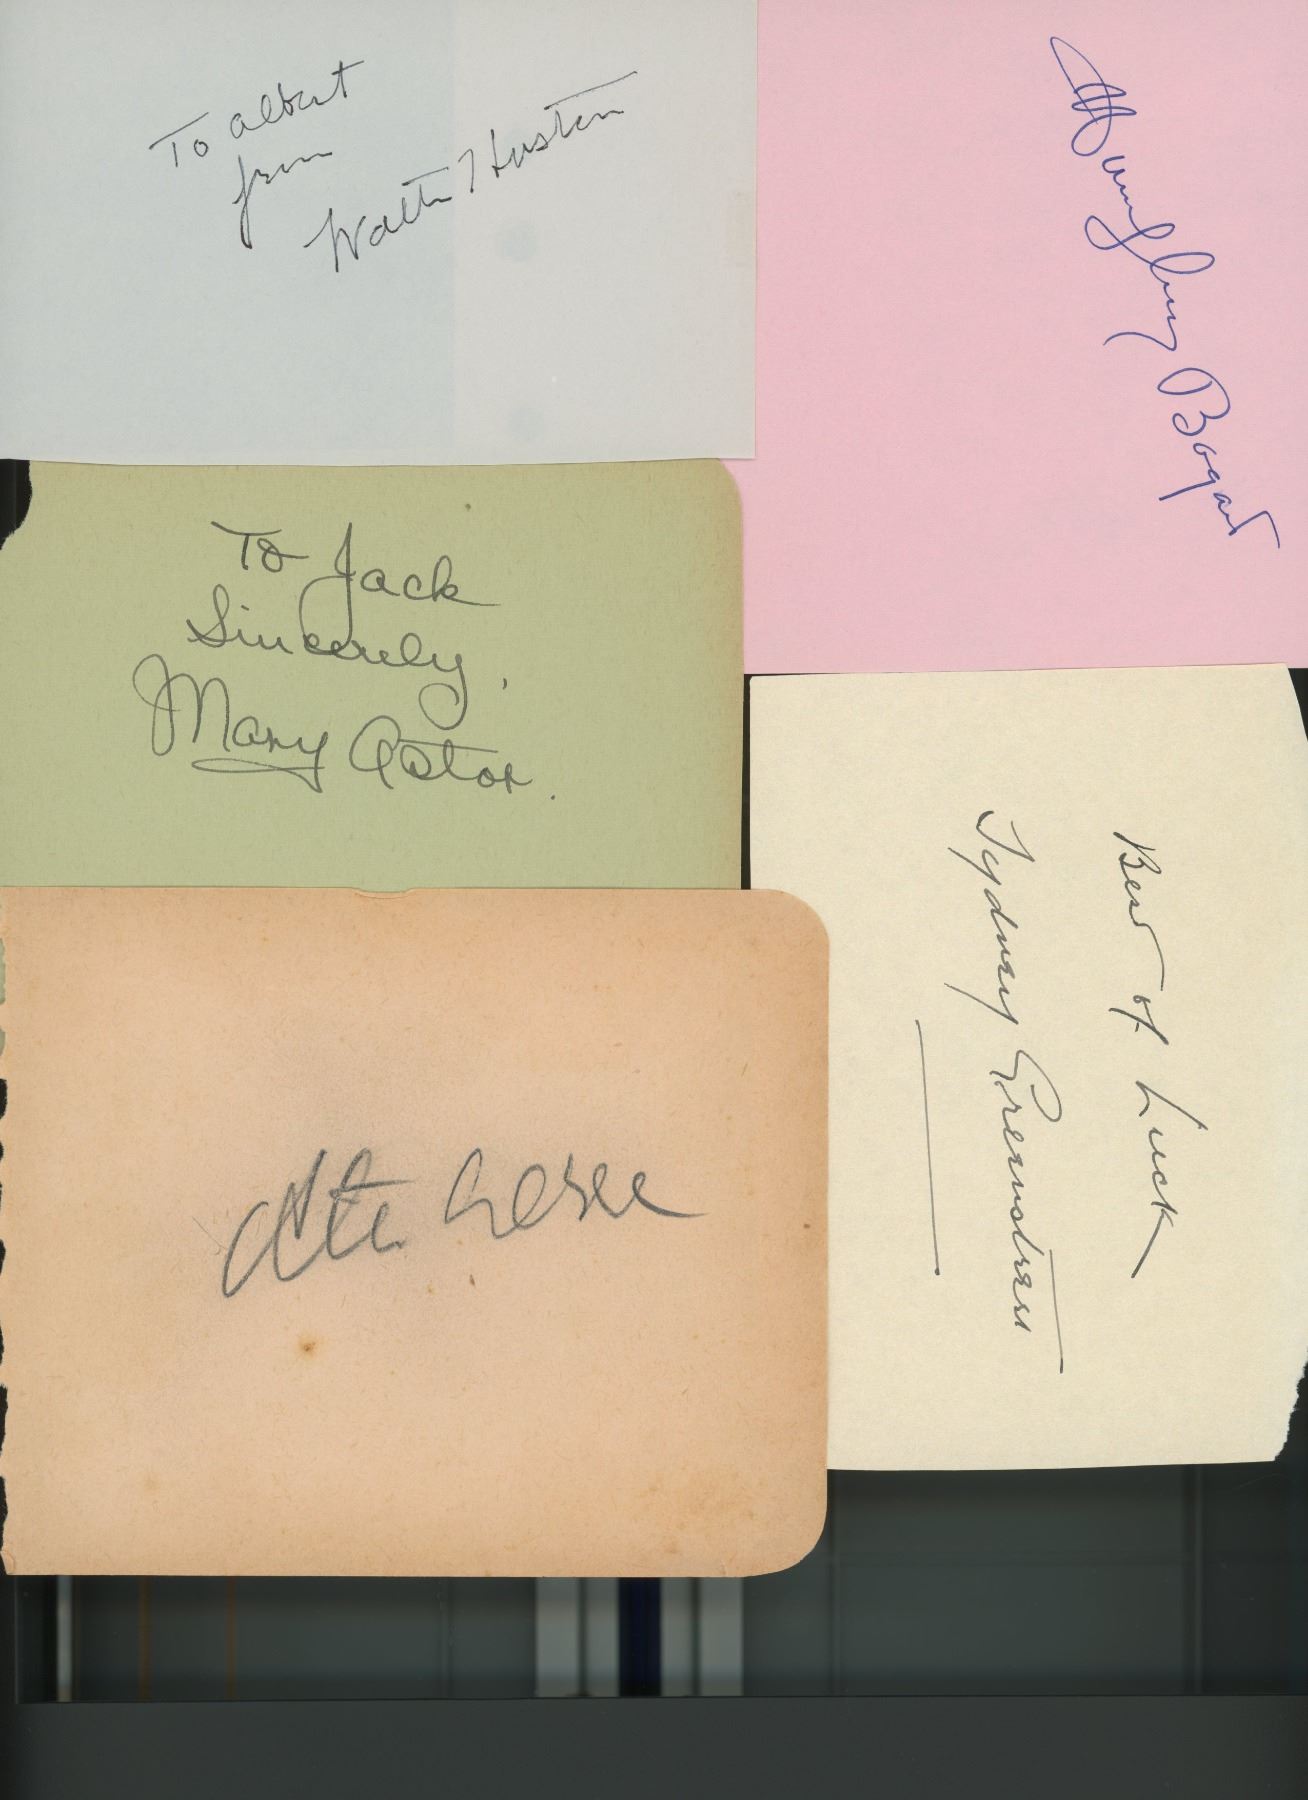 To Albert
from
Walter Huston
Humphrey Bogart
To Jack
Sincerely,
Mary Astor.
Best of Luck
Sydney Greenstreet